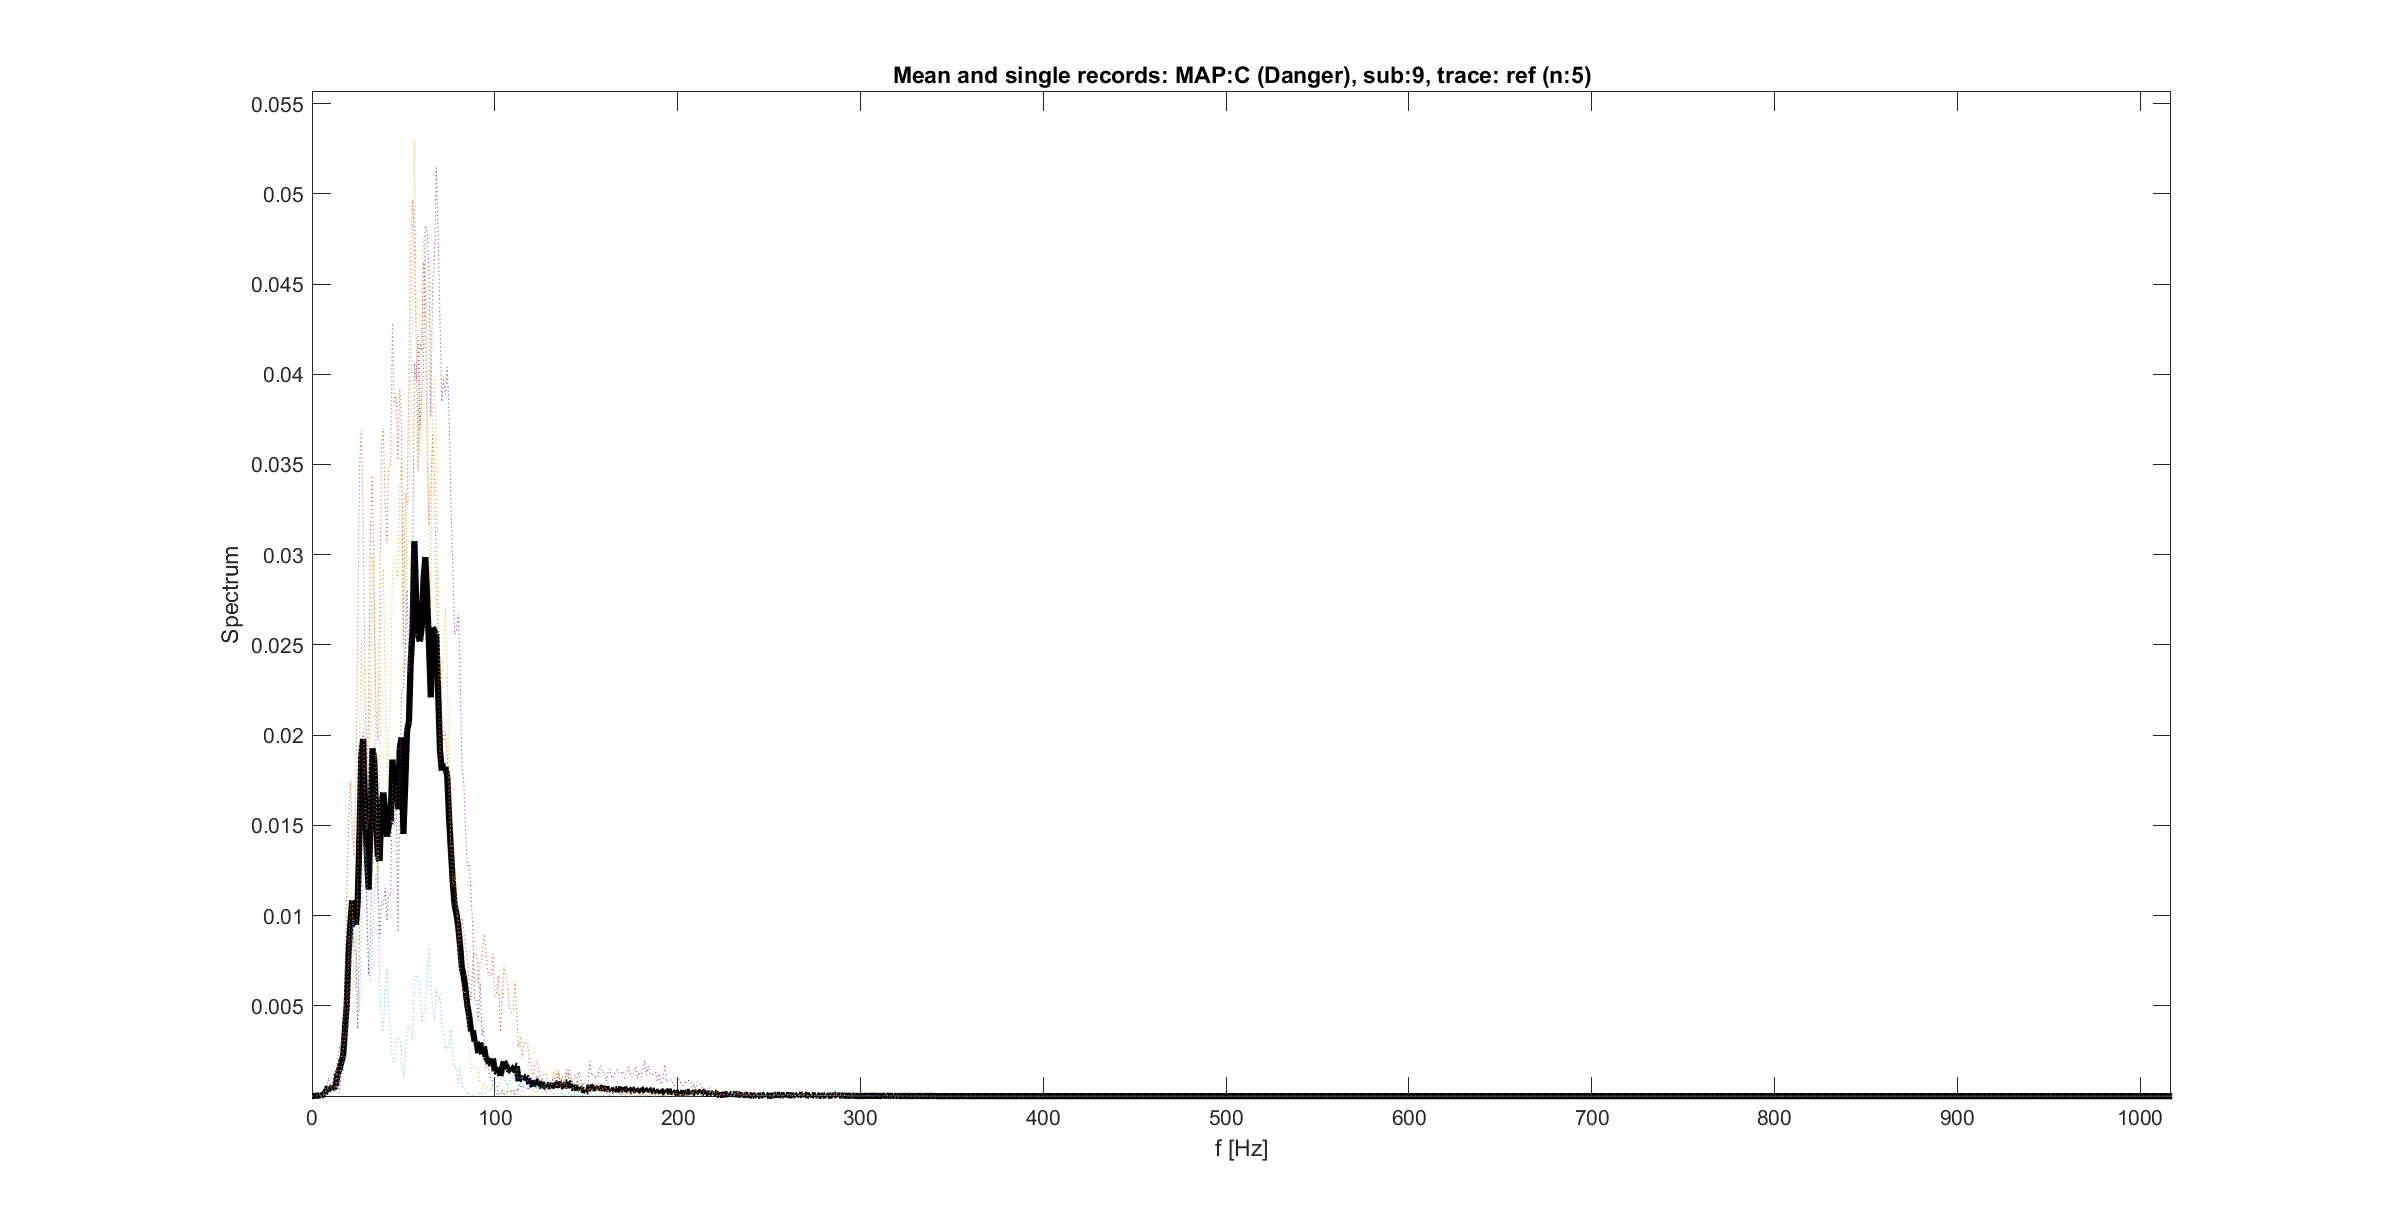 Mean and single records: MAP:C (Danger), sub:9, trace: ref (n:5)
0.055
0.05
0.045
0.04
0.035
0.03
0.025
0.02
0.015
0.01
0.005
Spectrum
0 100 200 300 400 500 600 700 800 900 1000
f [Hz]